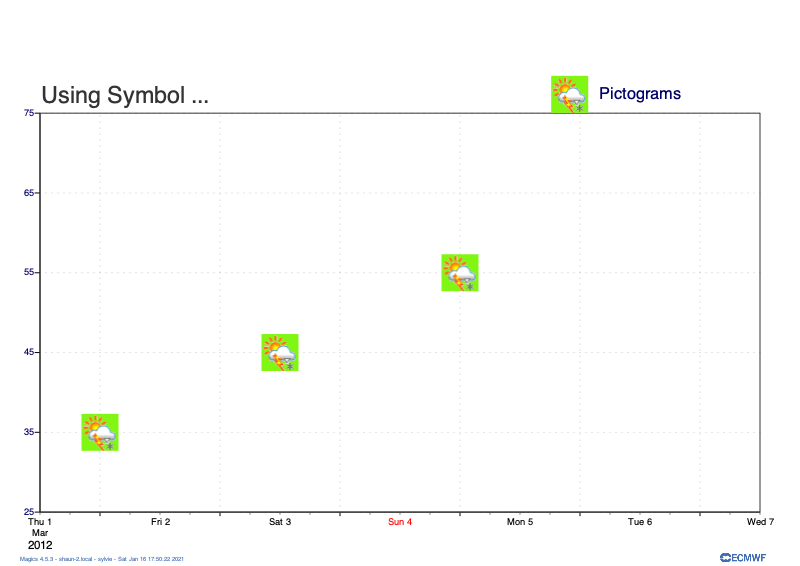 Using Symbol ...
Pictograms
75
65
55
45
35
25
Thu 1 Fri 2 Sat 3 Sun 4 Mon 5 Tue 6 Wed 7
Mar
2012
Magics 4.5.3 - shaun-2.local - sylvie - Sat Jan 16 17:50:22 2021
ECMWF